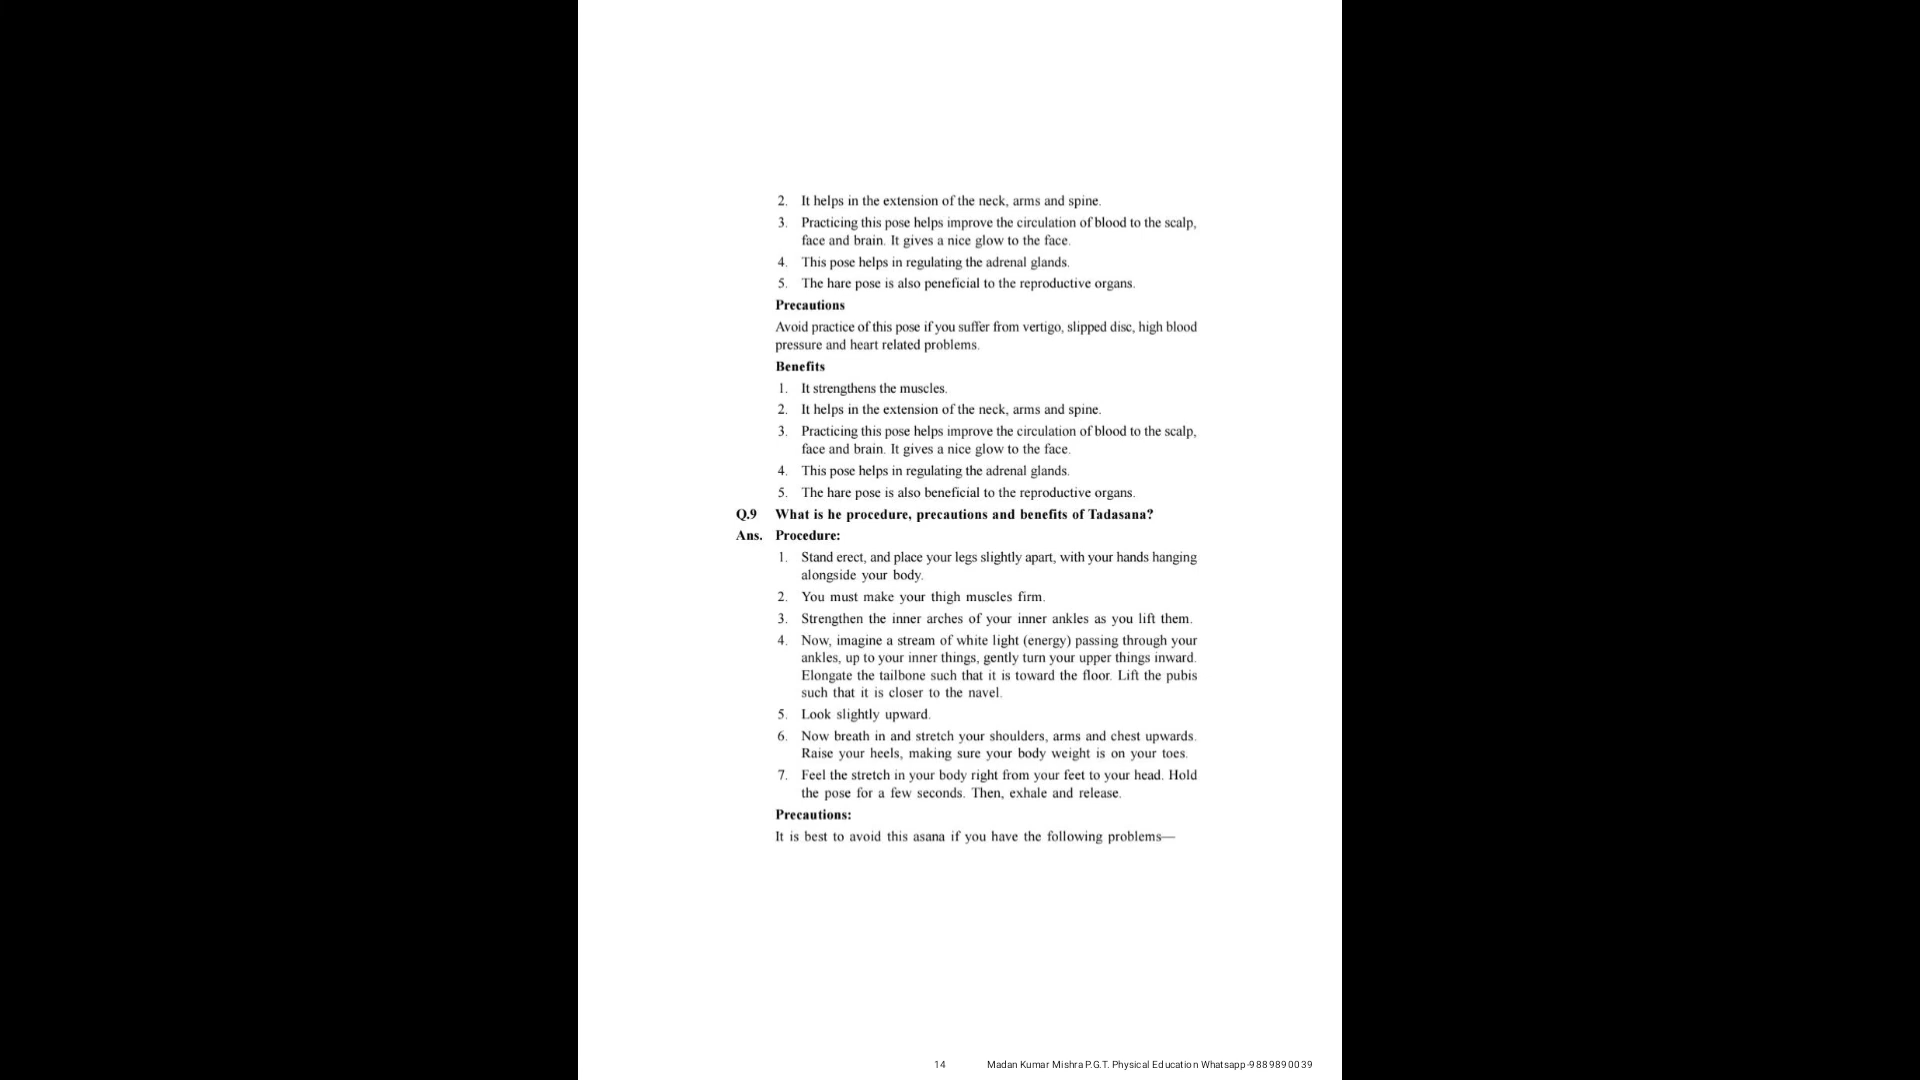 2. It helps in the extension of the neck, arms and spine.
3. Practicing this pose helps improve the circulation of blood to the scalp,
face and brain. It gives a nice glow to the face.
4. This pose helps in regulating the adrenal glands.
5. The hare pose is also peneficial to the reproductive organs.
Precautions
Avoid practice of this pose if you suffer from vertigo, slipped disc, high blood
pressure and heart related problems.
Benefits
1. It strengthens the muscles.
2. It helps in the extension of the neck, arms and spine.
3. Practicing this pose helps improve the circulation of blood to the scalp,
face and brain. It gives a nice glow to the face.
4. This pose helps in regulating the adrenal glands.
5. The hare pose is also beneficial to the reproductive organs.
Q.9 What is he procedure, precautions and benefits of Tadasana?
Ans. Procedure:
1. Stand erect, and place your legs slightly apart, with your hands hanging
alongside your body.
2. You must make your thigh muscles firm.
3. Strengthen the inner arches of your inner ankles as you lift them.
4. Now, imagine a stream of white light (energy) passing through your
ankles, up to your inner things, gently turn your upper things inward.
Elongate the tailbone such that it is toward the floor. Lift the pubis
such that it is closer to the navel.
5. Look slightly upward.
6. Now breath in and stretch your shoulders, arms and chest upwards.
Raise your heels, making sure your body weight is on your toes.
7. Feel the stretch in your body right from your feet to your head. Hold
the pose for a few seconds. Then, exhale and release.
Precautions:
It is best to avoid this asana if you have the following problems—
14 Madan Kumar Mishra P.G.T. Physical Education Whatsapp-9889890039